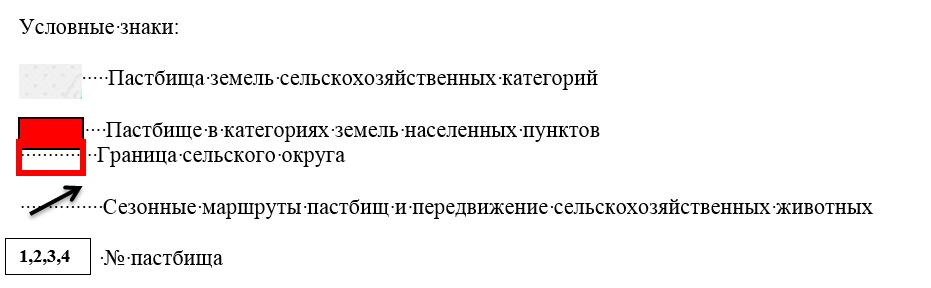 Условные знаки:
Пастбища земель сельскохозяйственных категорий
Пастбище в категориях земель населенных пунктов
Граница сельского округа
Сезонные маршруты пастбищ и передвижение сельскохозяйственных животных
1,2,3,4 № пастбища